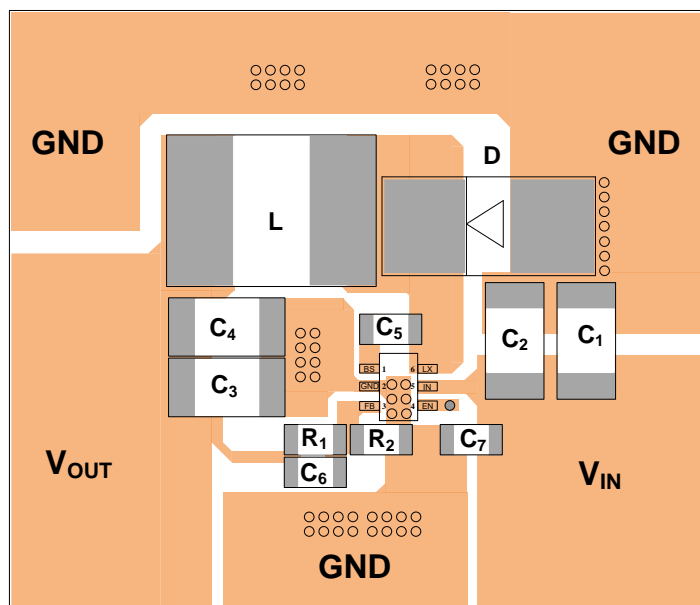 GND
D
GND
L
C4
C5
C2
C1
BS 1 6 LX
GND 2 5 IN
FB 3 4 EN
C3
R1
R2
C7
C6
VOUT
VIN
GND